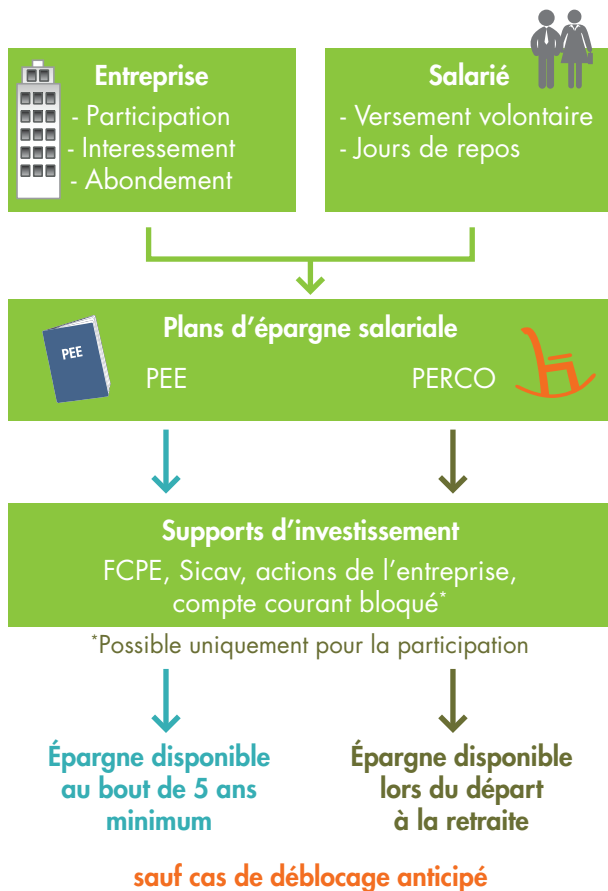 Entreprise
- Participation
- Interessement
- Abondement
Salarié
- Versement volontaire
- Jours de repos
Plans d'épargne salariale
PEE
PEE
PERCO
Supports d'investissement
FCPE, Sicav, actions de l'entreprise,
compte courant bloqué*
*Possible uniquement pour la participation
Épargne disponible
au bout de 5 ans
minimum
Épargne disponible
lors du départ
à la retraite
sauf cas de déblocage anticipé